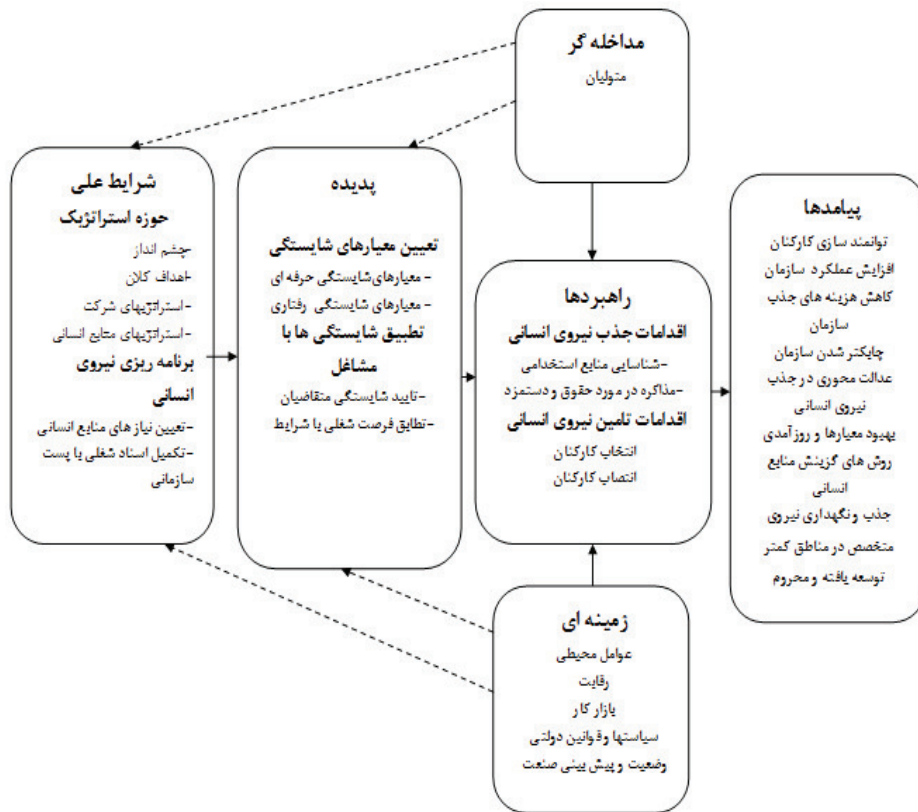 مداخله گر
متولیان
شرایط علی
حوزه استراتژیک
-چشم انداز
-اهداف کلان
-استراتژیهای شرکت
-استراتژیهای منابع انسانی
برنامه ریزی نیروی
انسانی
-تعیین نیاز های منابع انسانی
-تکمیل اسناد شغلی یا پست
سازمانی
پدیده
تعیین معیارهای شایستگی
- معیارهای شایستگی حرفه ای
- معیارهای شایستگی رفتاری
تطبیق شایستگی ها با
مشاغل
-تایید شایستگی متقاضیان
-تطابق فرصت شغلی با شرایط
راهبردها
اقدامات جذب نیروی انسانی
-شناسایی منابع استخدامی
-مذاکره در مورد حقوق و دستمزد
اقدامات تامین نیروی انسانی
انتخاب کارکنان
انتصاب کارکنان
پیامدها
توانمند سازی کارکنان
افزایش عملکرد سازمان
کاهش هزینه های جذب
سازمان
چابکتر شدن سازمان
عدالت محوری در جذب
نیروی انسانی
بهبود معیارها و روزآمدی
روش های گزینش منابع
انسانی
جذب و نگهداری نیروی
متخصص در مناطق کمتر
توسعه یافته و محروم
زمینه ای
عوامل محیطی
رقابت
بازار کار
سیاستها و قوانین دولتی
وضعیت و پیش بینی صنعت